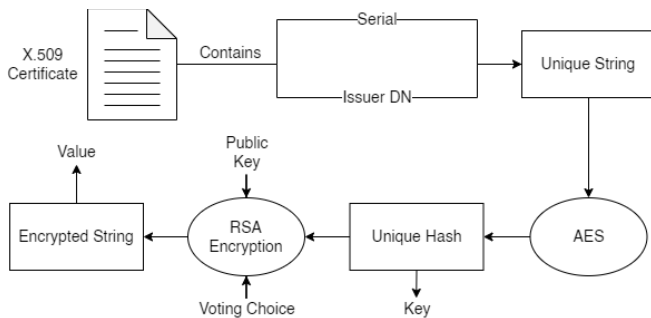 X.509
Certificate
Contains
Serial
Issuer DN
Unique String
Value
Public
Key
Encrypted String
RSA
Encryption
Unique Hash
AES
Voting Choice
Key